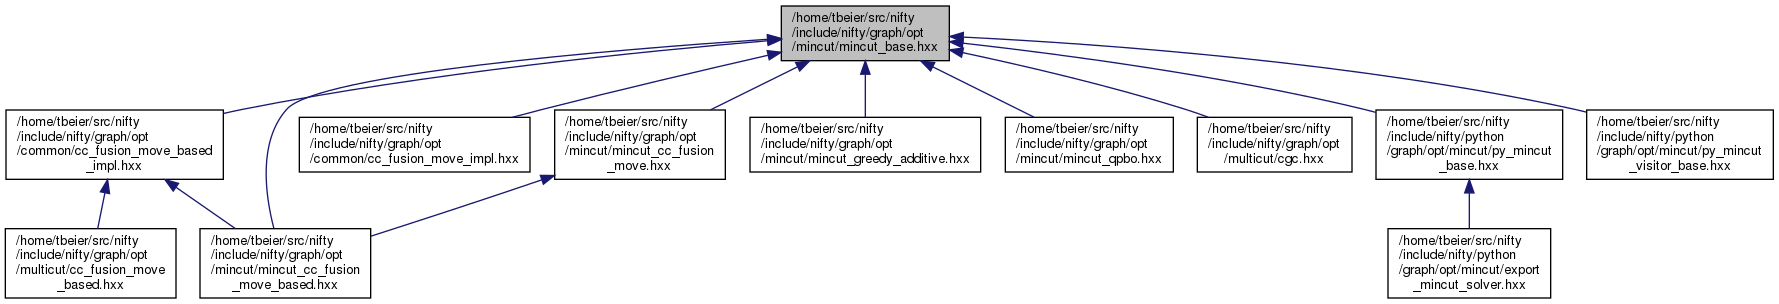 /home/tbeier/src/nifty
/include/nifty/graph/opt
/mincut/mincut_base.hxx
/home/tbeier/src/nifty
/include/nifty/graph/opt
/common/cc_fusion_move_based
_impl.hxx
/home/tbeier/src/nifty
/include/nifty/graph/opt
/common/cc_fusion_move_impl.hxx
/home/tbeier/src/nifty
/include/nifty/graph/opt
/mincut/mincut_cc_fusion
_move.hxx
/home/tbeier/src/nifty
/include/nifty/graph/opt
/mincut/mincut_greedy_additive.hxx
/home/tbeier/src/nifty
/include/nifty/graph/opt
/mincut/mincut_qpbo.hxx
/home/tbeier/src/nifty
/include/nifty/graph/opt
/multicut/cgc.hxx
/home/tbeier/src/nifty
/include/nifty/python
/graph/opt/mincut/py_mincut
_base.hxx
/home/tbeier/src/nifty
/include/nifty/python
/graph/opt/mincut/py_mincut
_visitor_base.hxx
/home/tbeier/src/nifty
/include/nifty/graph/opt
/multicut/cc_fusion_move
_based.hxx
/home/tbeier/src/nifty
/include/nifty/graph/opt
/mincut/mincut_cc_fusion
_move_based.hxx
/home/tbeier/src/nifty
/include/nifty/python
/graph/opt/mincut/export
_mincut_solver.hxx